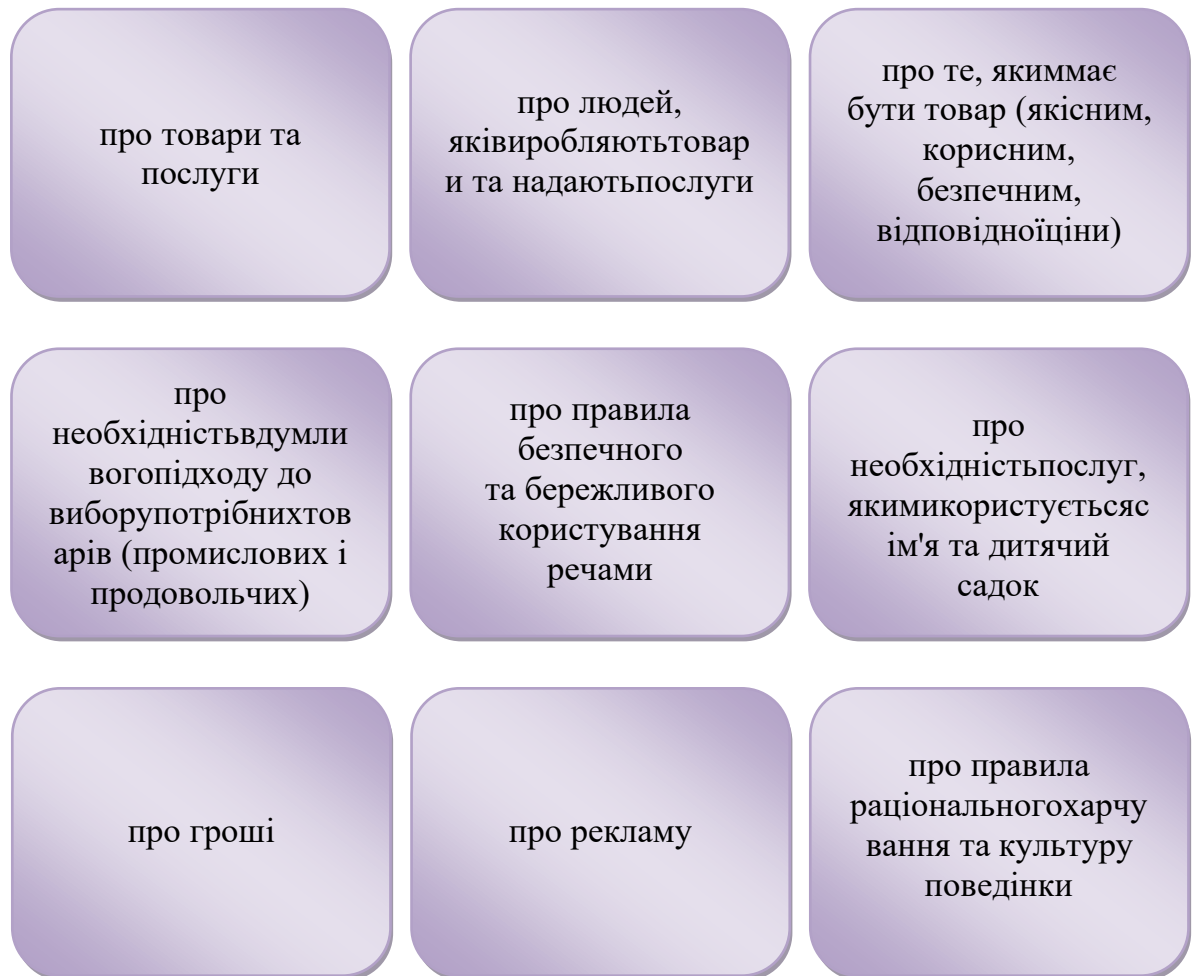 про товари та
послуги
про людей,
яківиробляютьтовар
и та надаютьпослуги
про те, якиммає
бути товар (якісним,
корисним,
безпечним,
відповідноїціни)
про
необхідністьвдумли
вогопідходу до
виборупотрібнихтов
арів (промислових і
продовольчих)
про правила
безпечного
та бережливого
користування
речами
про
необхідністьпослуг,
якимикористуєтьсяс
ім'я та дитячий
садок
про гроші
про рекламу
про правила
раціональногохарчу
вання та культуру
поведінки